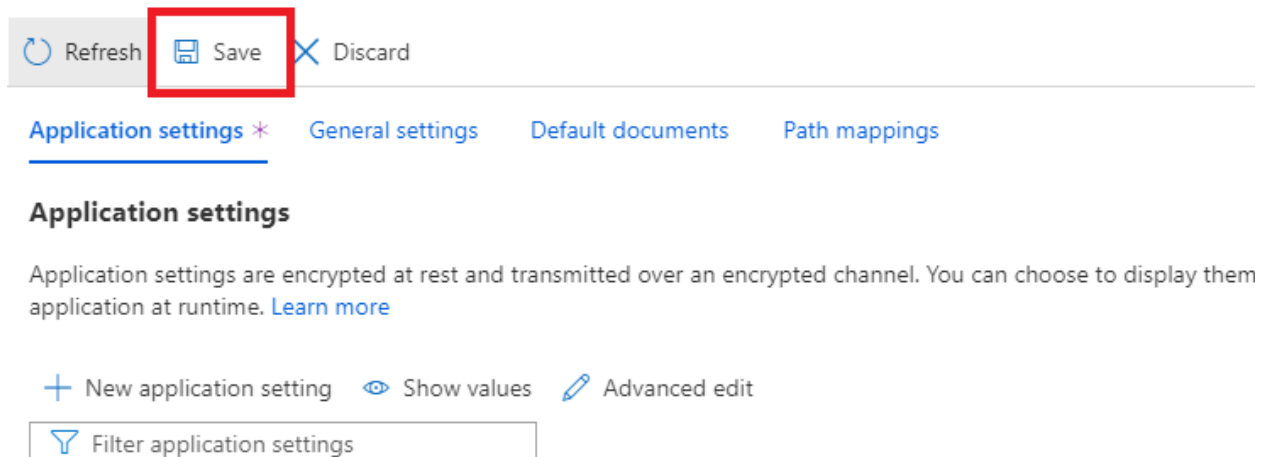 Refresh Save Discard
Application settings * General settings Default documents Path mappings
Application settings
Application settings are encrypted at rest and transmitted over an encrypted channel. You can choose to display them
application at runtime. Learn more
New application setting Show values Advanced edit
Filter application settings